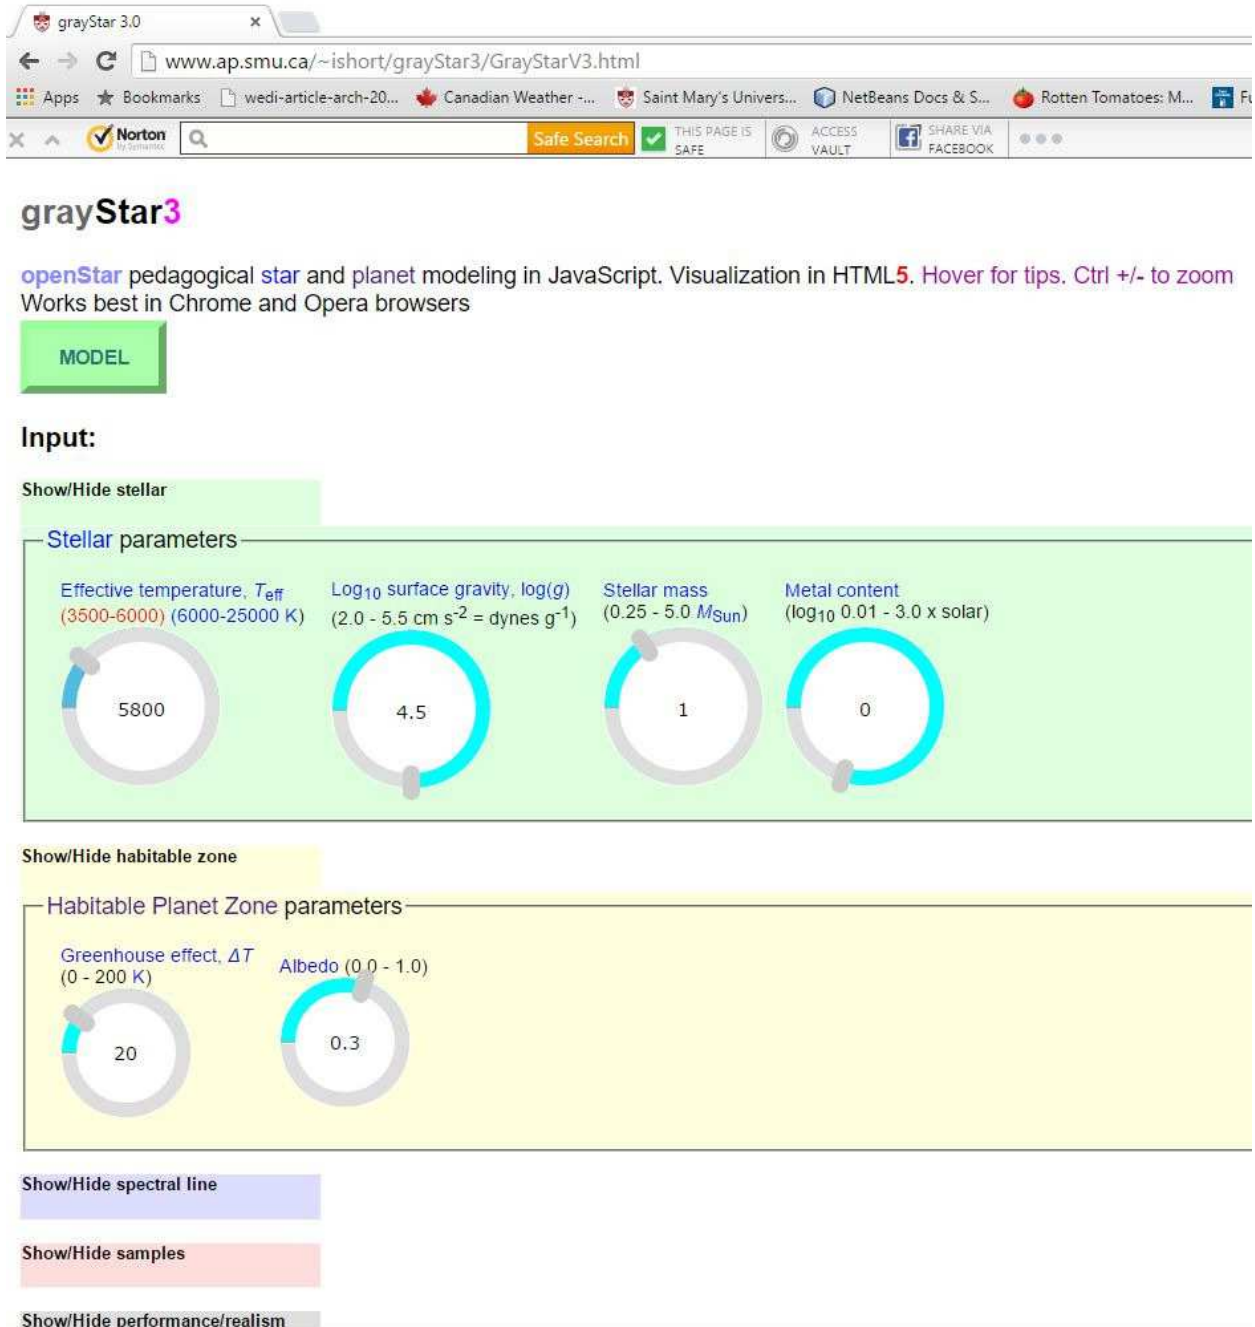 grayStar 3.0
www.ap.smu.ca/~ishort/grayStar3/GrayStarV3.html
Apps Bookmarks wedi-article-arch-20... Canadian Weather -... Saint Mary's Univers... NetBeans Docs & S... Rotten Tomatoes: M...
Norton Safe Search THIS PAGE IS SAFE ACCESS VAULT SHARE VIA FACEBOOK
by Symantec
grayStar3
openStar pedagogical star and planet modeling in JavaScript. Visualization in HTML5. Hover for tips. Ctrl +/- to zoom
Works best in Chrome and Opera browsers
MODEL
Input:
Show/Hide stellar
Stellar parameters
Effective temperature, Teff
(3500-6000) (6000-25000 K)
5800
Log10 surface gravity, log(g)
(2.0 - 5.5 cm s-2 = dynes g-1)
4.5
Stellar mass
(0.25 - 5.0 MSun)
1
Metal content
(log10 0.01 - 3.0 x solar)
0
Show/Hide habitable zone
Habitable Planet Zone parameters
Greenhouse effect, ΔT
(0 - 200 K)
20
Albedo (0.0 - 1.0)
0.3
Show/Hide spectral line
Show/Hide samples
Show/Hide performance/realism